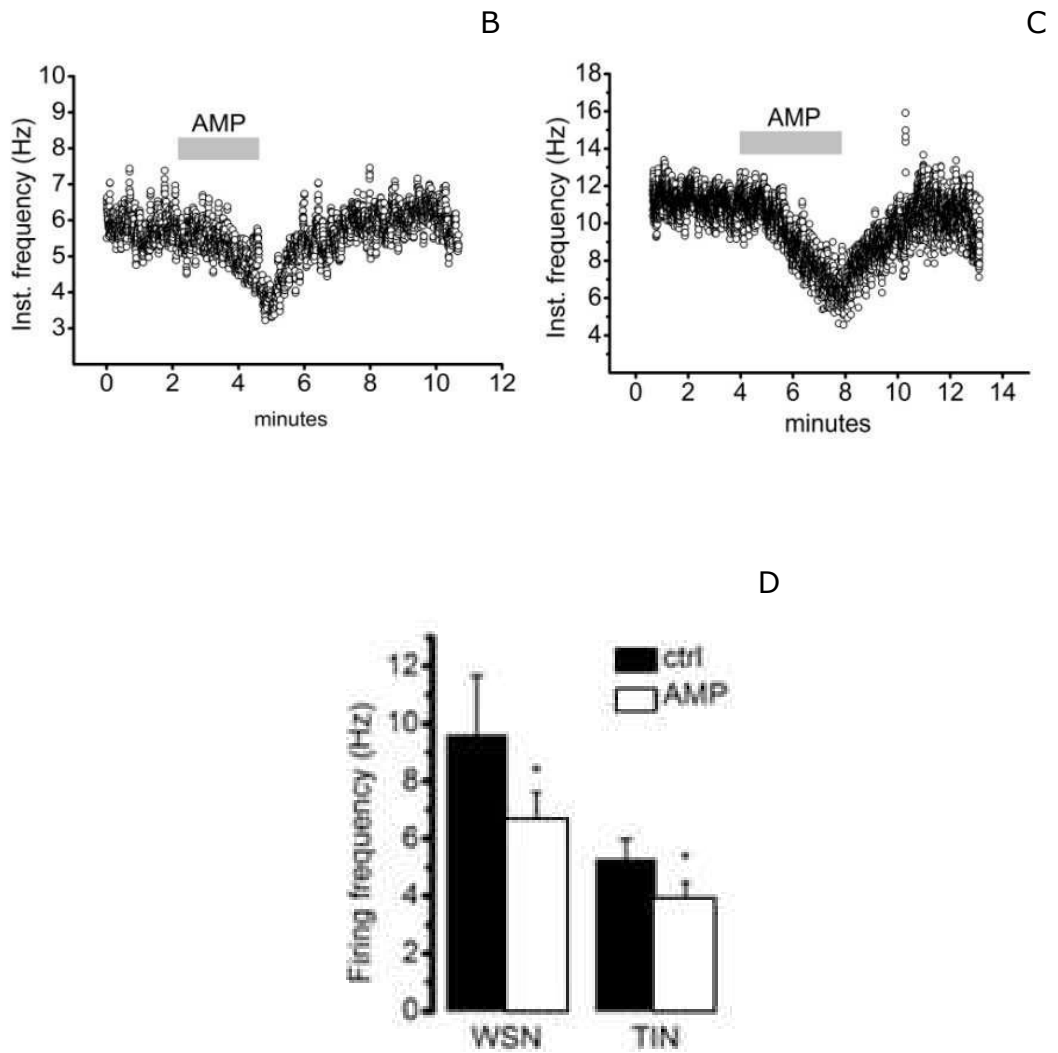 B
10
9
8
7
6
5
4
3
Inst. frequency (Hz)
AMP
0 2 4 6 8 10 12
minutes
C
18
16
14
12
10
8
6
4
Inst. frequency (Hz)
AMP
0 2 4 6 8 10 12 14
minutes
D
12
10
8
6
4
2
0
Firing frequency (Hz)
ctrl
AMP
*
*
WSN TIN